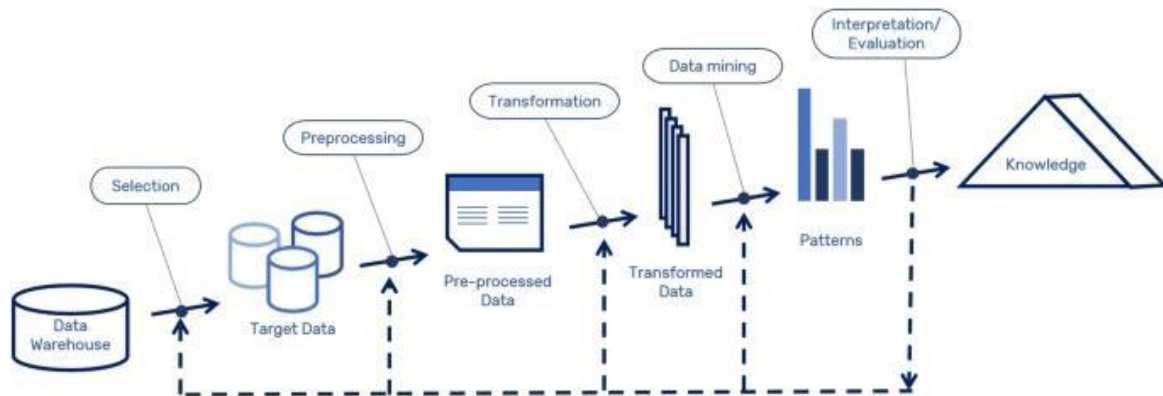 Interpretation/
Evaluation
Data mining
Transformation
Preprocessing
Selection
Knowledge
Patterns
Transformed
Data
Pre-processed
Data
Target Data
Data
Warehouse